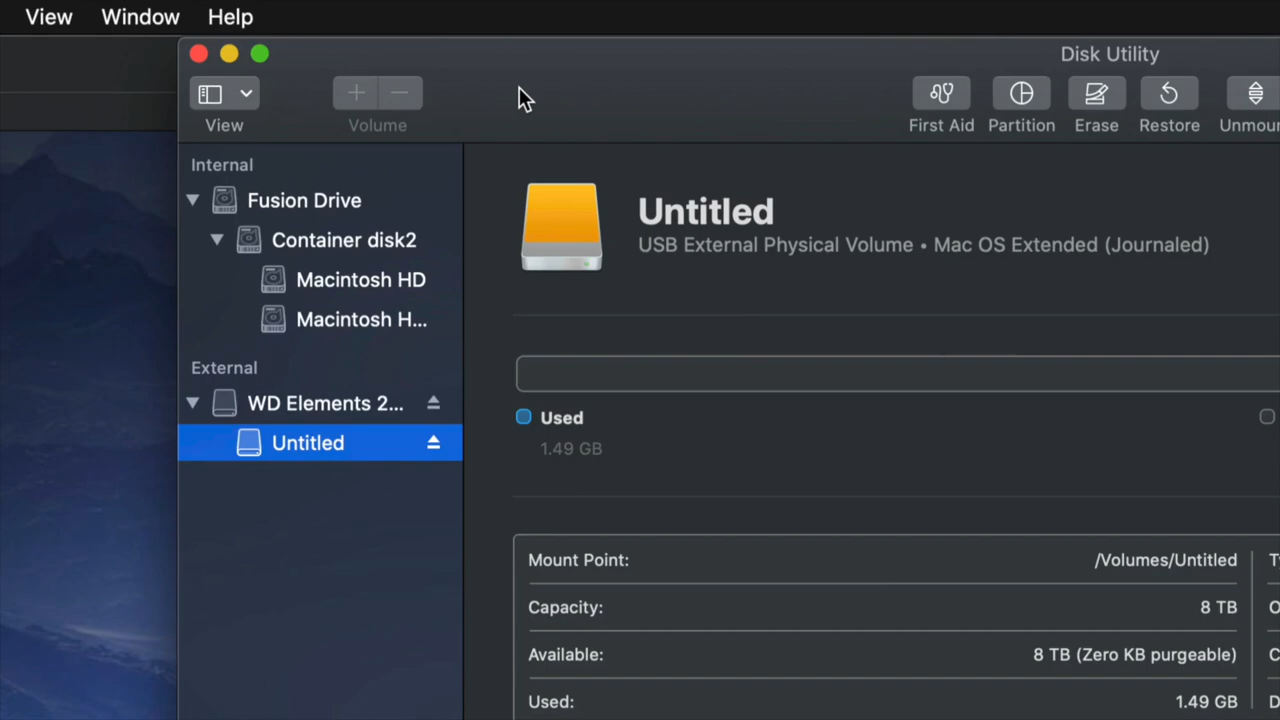 View Window Help
Disk Utility
View
Volume
First Aid
Partition
Erase
Restore
Internal
Fusion Drive
Container disk2
Macintosh HD
Macintosh H...
External
WD Elements 2...
Untitled
Untitled
USB External Physical Volume • Mac OS Extended (Journaled)
Used
1.49 GB
Mount Point: /Volumes/Untitled
Capacity: 8 TB
Available: 8 TB (Zero KB purgeable)
Used: 1.49 GB